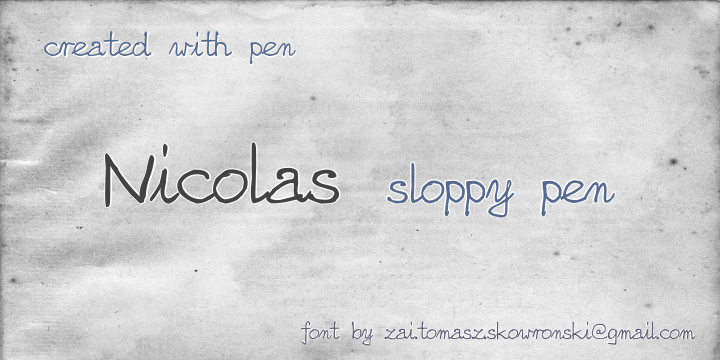 created with pen
Nicolas sloppy pen
font by zai.tomasz.skowronski@gmail.com